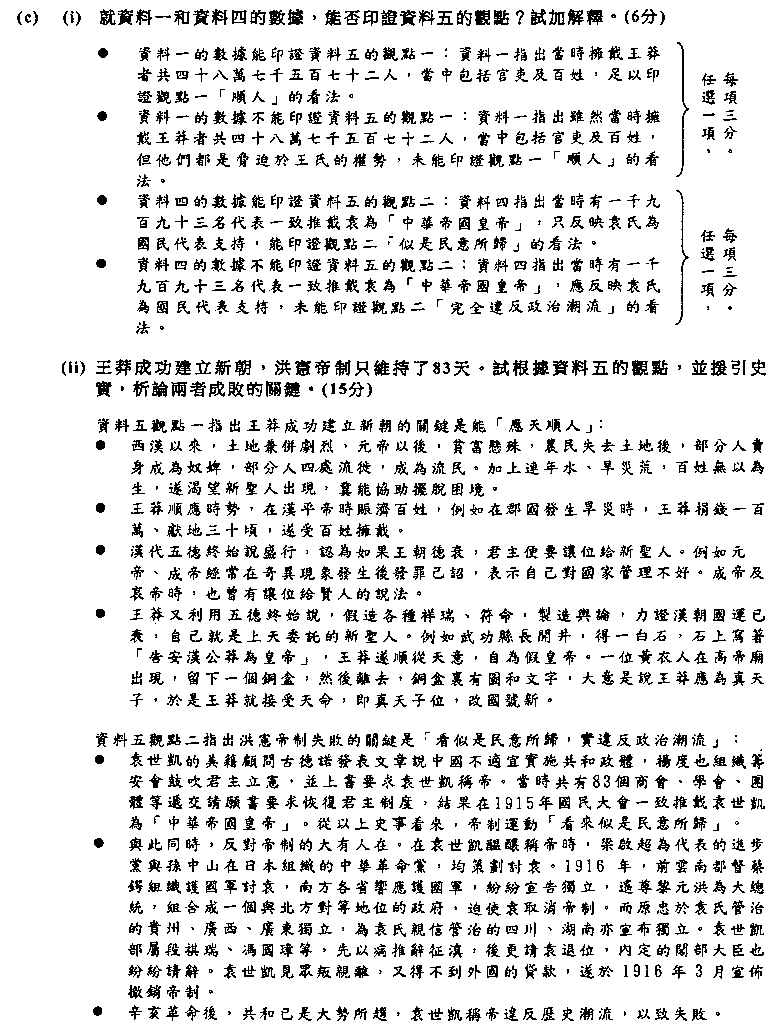 (c) (i) 就資料一和資料四的數據，能否印證資料五的觀點？試加解釋。(6分)
● 資料一的數據能印證資料五的觀點一：資料一指出當時擁戴王莽
者共四十八萬七千五百七十二人，當中包括官吏及百姓，足以印
證觀點一「順人」的看法。
● 資料一的數據不能印證資料五的觀點一：資料一指出雖然當時擁
戴王莽者共四十八萬七千五百七十二人，當中包括官吏及百姓，
但他們都是脅迫於王氏的權勢，未能印證觀點一「順人」的看
法。
任選一項，
每項三分。
● 資料四的數據能印證資料五的觀點二：資料四指出當時有一千九
百九十三名代表一致推戴袁為「中華帝國皇帝」，只反映袁氏為
國民代表支持，能印證觀點二「似是民意所歸」的看法。
● 資料四的數據不能印證資料五的觀點二：資料四指出當時有一千
九百九十三名代表一致推戴袁為「中華帝國皇帝」，應反映袁氏
為國民代表支持，未能印證觀點二「完全違反政治潮流」的看
法。
任選一項，
每項三分。
(ii) 王莽成功建立新朝，洪憲帝制只維持了83天。試根據資料五的觀點，並援引史
實，析論兩者成敗的關鍵。(15分)
資料五觀點一指出王莽成功建立新朝的關鍵是能「應天順人」：
● 西漢以來，土地兼併劇烈，元帝以後，貧富懸殊，農民失去土地後，部分人賣
身成為奴婢，部分人四處流徙，成為流民。加上連年水、旱災荒，百姓無以為
生，遂渴望新聖人出現，冀能協助擺脫困境。
● 王莽順應時勢，在漢平帝時賑濟百姓，例如在郡國發生旱災時，王莽捐錢一百
萬、獻地三十頃，遂受百姓擁戴。
● 漢代五德終始說盛行，認為如果王朝德衰，君主便要讓位給新聖人。例如元
帝、成帝經常在奇異現象發生後發罪己詔，表示自己對國家管理不好。成帝及
哀帝時，也曾有讓位給賢人的說法。
● 王莽又利用五德終始說，假造各種祥瑞、符命，製造輿論，力證漢朝國運已
衰，自己就是上天委託的新聖人。例如武功縣長開井，得一白石，石上寫著
「告安漢公莽為皇帝」，王莽遂順從天意，自為假皇帝。一位黃衣人在高帝廟
出現，留下一個銅盒，然後離去，銅盒裏有圖和文字，大意是說王莽應為真天
子，於是王莽就接受天命，即真天子位，改國號新。
資料五觀點二指出洪憲帝制失敗的關鍵是「看似是民意所歸，實違反政治潮流」：
● 袁世凱的美籍顧問古德諾發表文章說中國不適宜實施共和政體，楊度也組織籌
安會鼓吹君主立憲，並上書要求袁世凱稱帝。當時共有83個商會、學會、團
體等遞交請願書要求恢復君主制度，結果在1915年國民大會一致推戴袁世凱
為「中華帝國皇帝」。從以上史事看來，帝制運動「看來似是民意所歸」。
● 與此同時，反對帝制的大有人在。在袁世凱醞釀稱帝時，梁啟超為代表的進步
黨與孫中山在日本組織的中華革命黨，均策劃討袁。1916 年，前雲南都督蔡
鍔組織護國軍討袁，南方各省響應護國軍，紛紛宣告獨立，遙尊黎元洪為大總
統，組合成一個與北方對等地位的政府，迫使袁取消帝制。而原忠於袁氏管治
的貴州、廣西、廣東獨立，為袁氏親信管治的四川、湖南亦宣布獨立。袁世凱
部屬段祺瑞、馮國璋等，先以病推辭征滇，後更請袁退位，內定的閣部大臣也
紛紛請辭。袁世凱見眾叛親離，又得不到外國的貸款，遂於 1916 年 3 月宣佈
撤銷帝制。
● 辛亥革命後，共和已是大勢所趨，袁世凱稱帝違反歷史潮流，以致失敗。